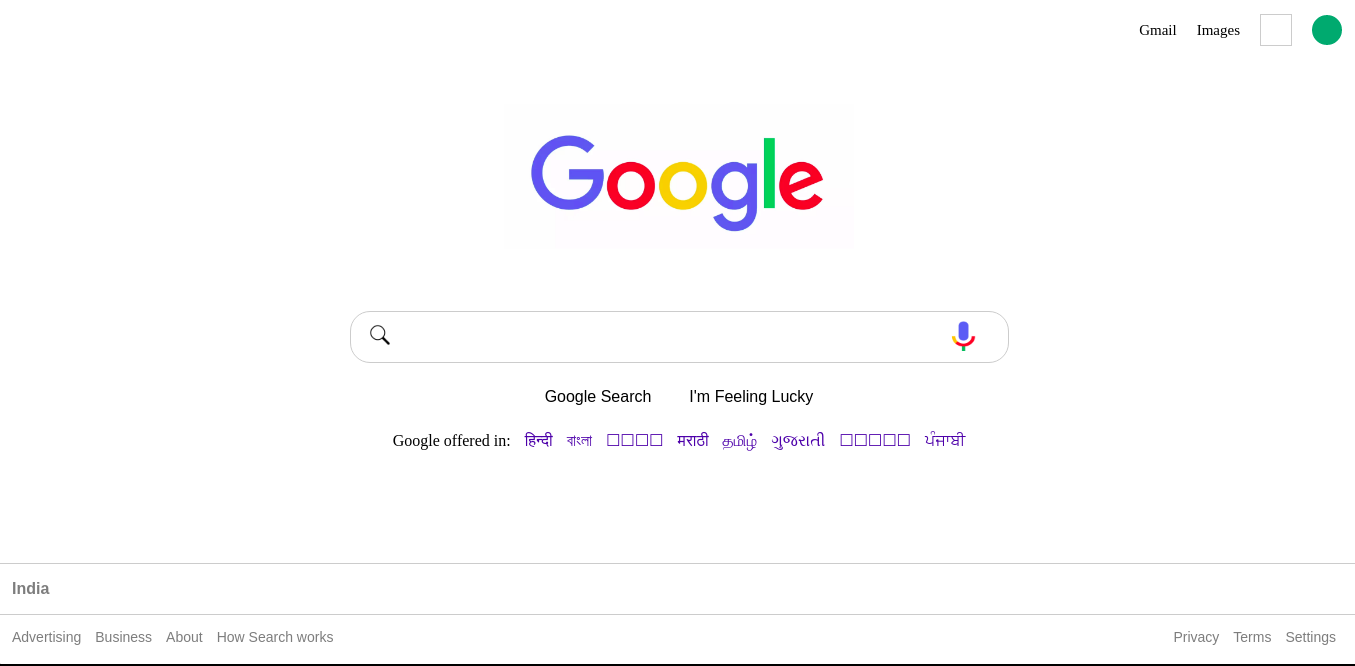 Gmail Images
Google
Google Search I'm Feeling Lucky
Google offered in: हिन्दी বাংলা मराठी தமிழ் ગુજરાતી ਪੰਜਾਬੀ
India
Advertising Business About How Search works Privacy Terms Settings